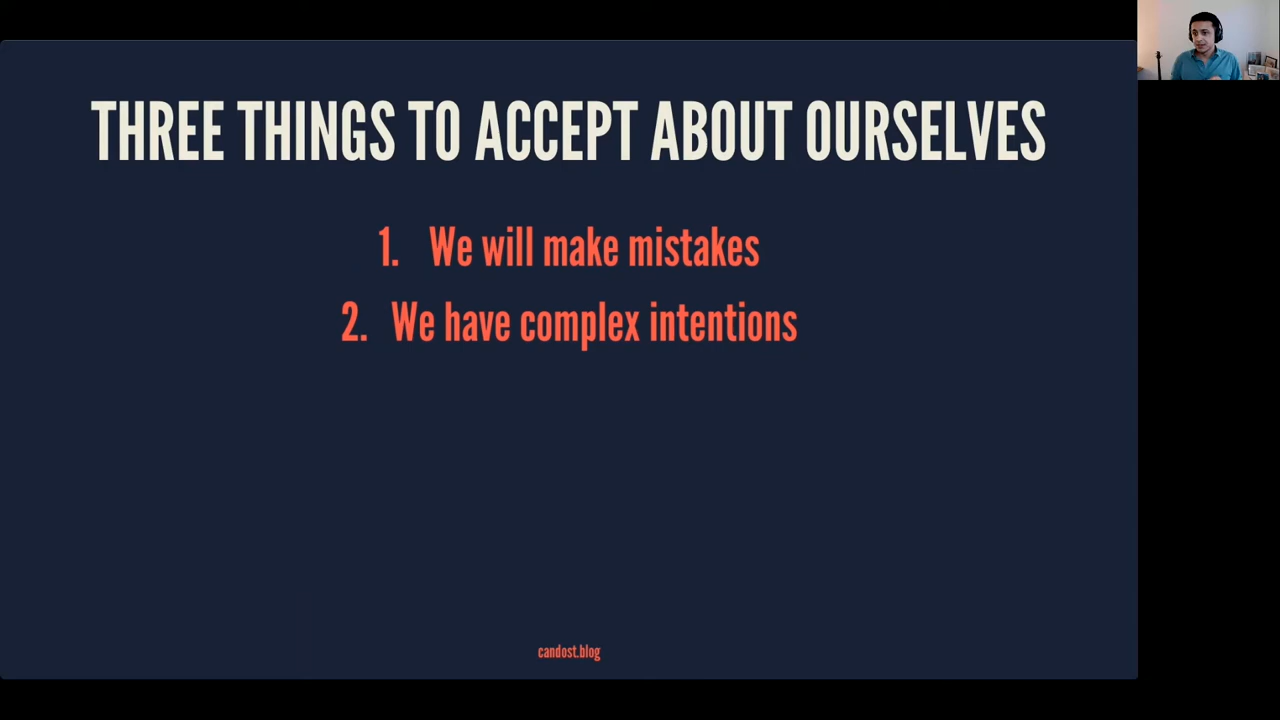 THREE THINGS TO ACCEPT ABOUT OURSELVES
1. We will make mistakes
2. We have complex intentions
candost.blog